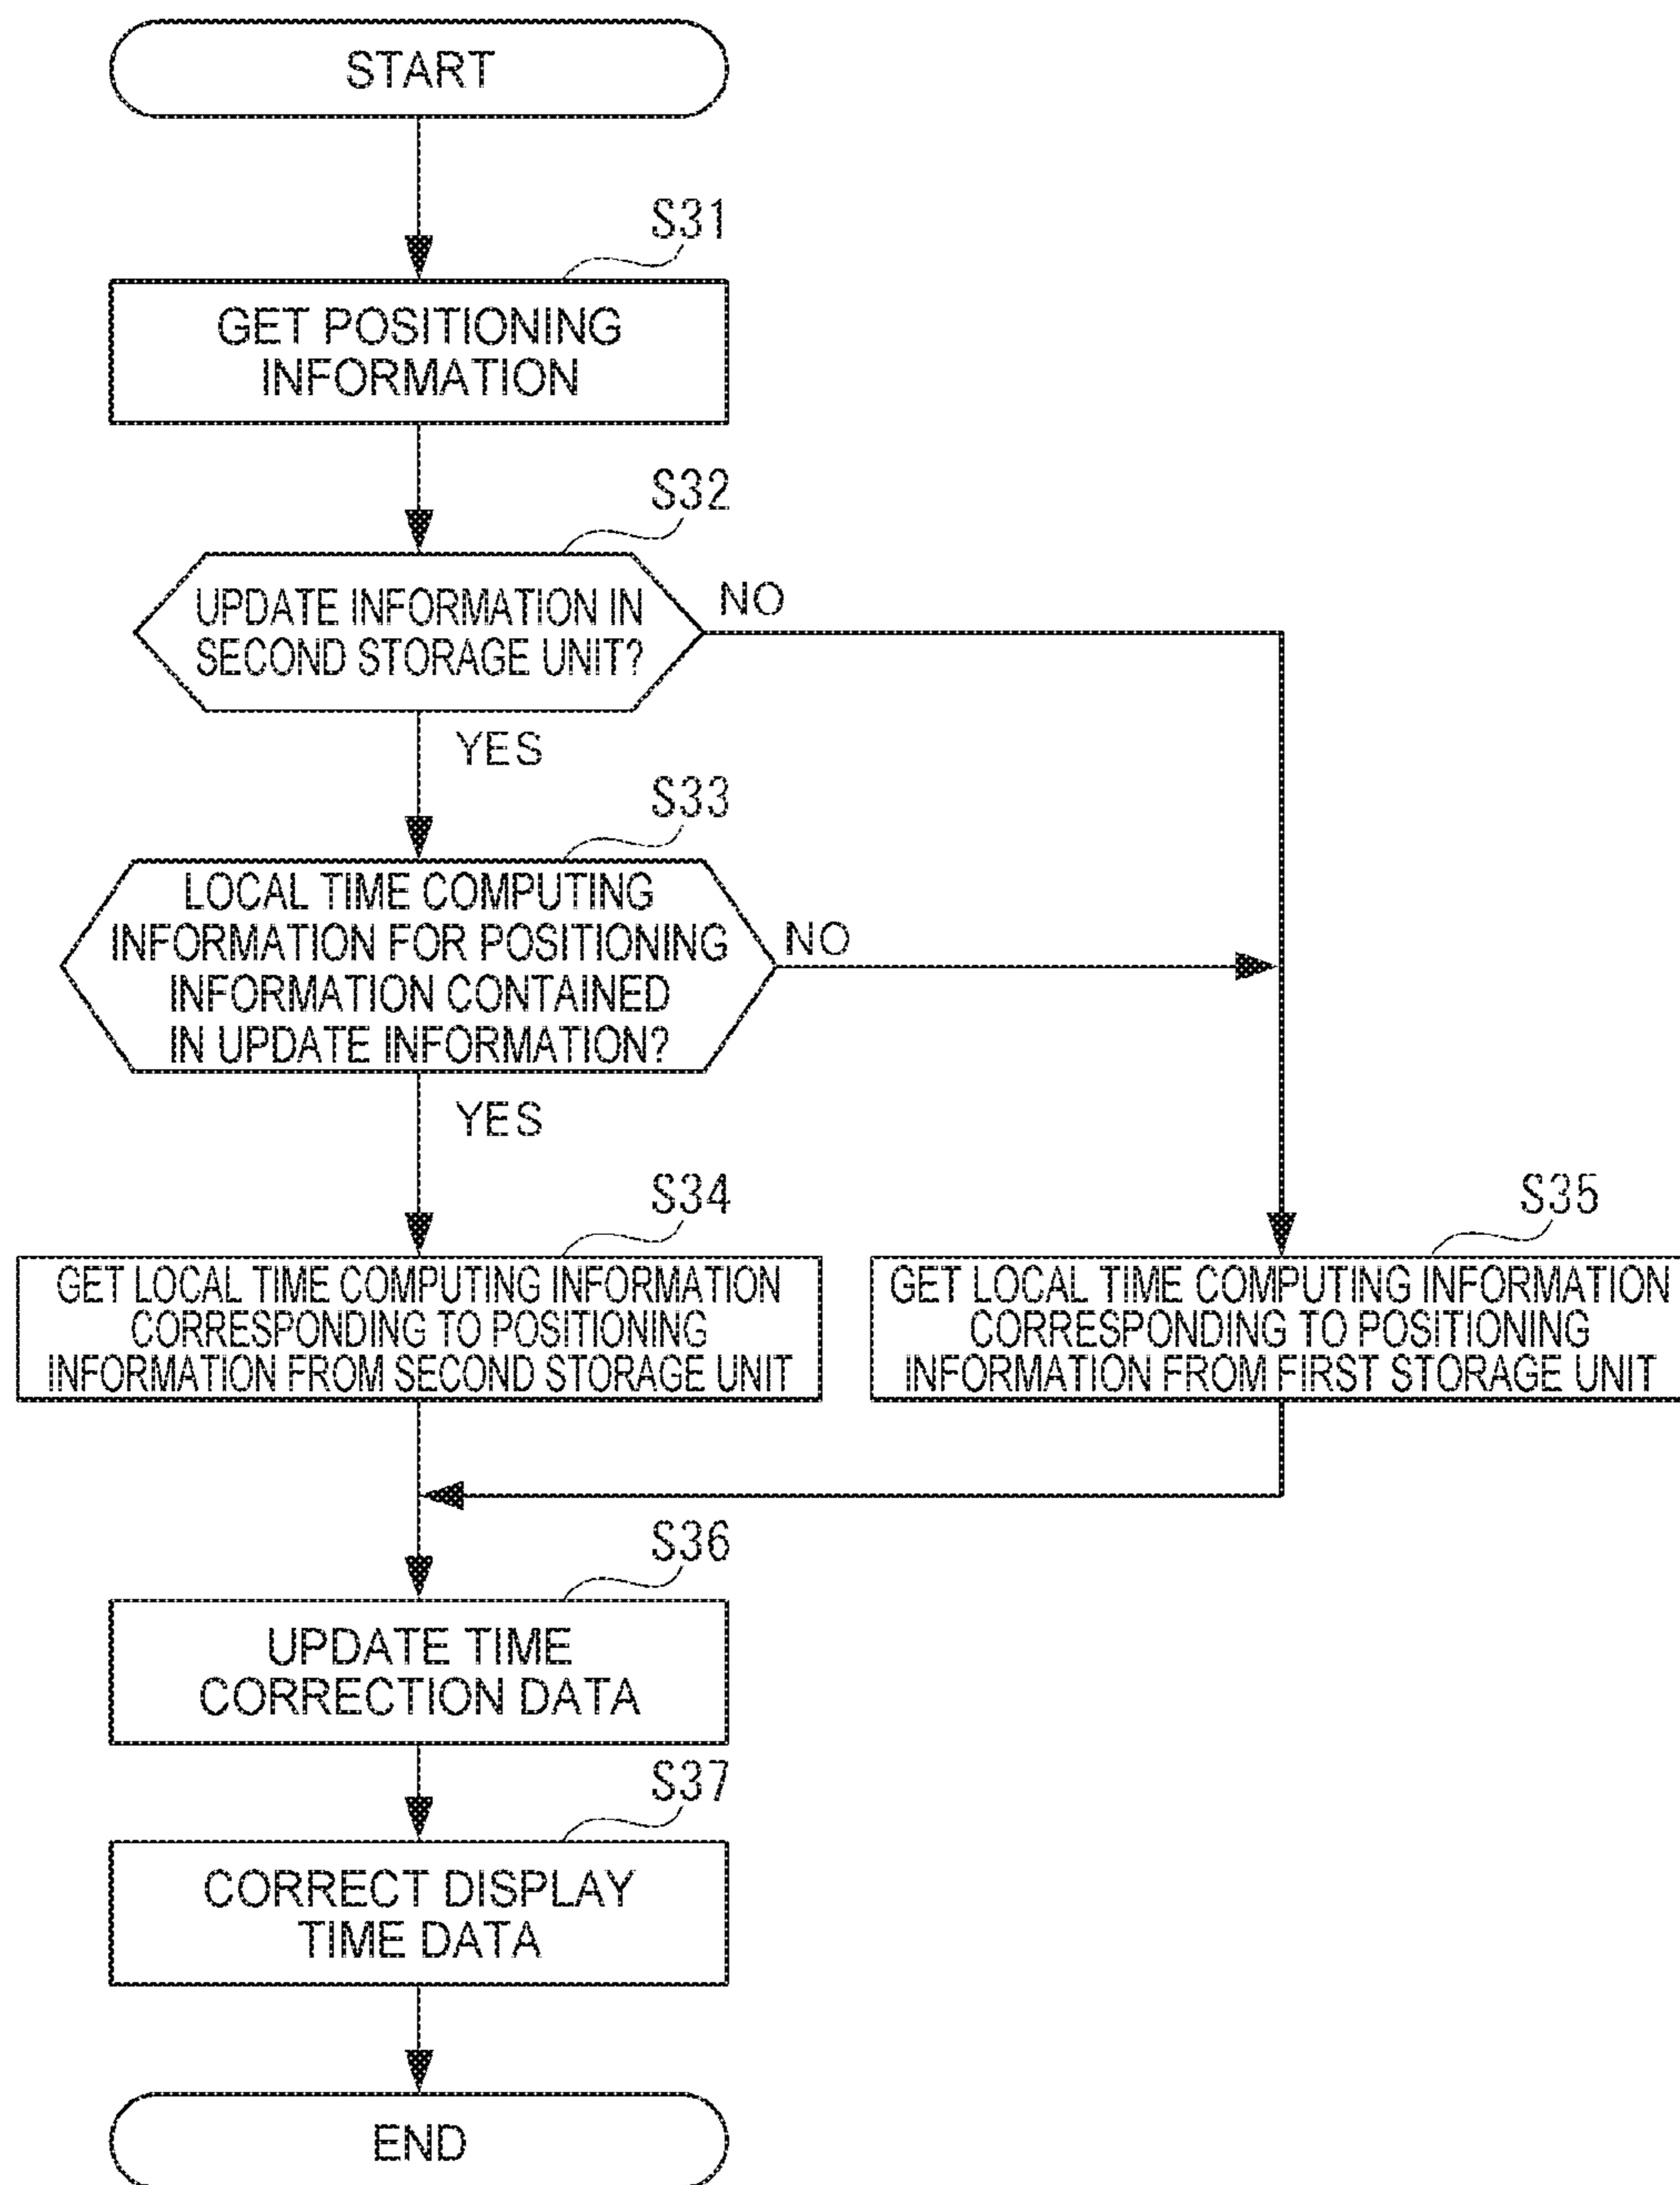 START
S31
GET POSITIONING
INFORMATION
S32
UPDATE INFORMATION IN
SECOND STORAGE UNIT?
NO
YES
S33
LOCAL TIME COMPUTING
INFORMATION FOR POSITIONING
INFORMATION CONTAINED
IN UPDATE INFORMATION?
NO
YES
S34
GET LOCAL TIME COMPUTING INFORMATION
CORRESPONDING TO POSITIONING
INFORMATION FROM SECOND STORAGE UNIT
S35
GET LOCAL TIME COMPUTING INFORMATION
CORRESPONDING TO POSITIONING
INFORMATION FROM FIRST STORAGE UNIT
S36
UPDATE TIME
CORRECTION DATA
S37
CORRECT DISPLAY
TIME DATA
END